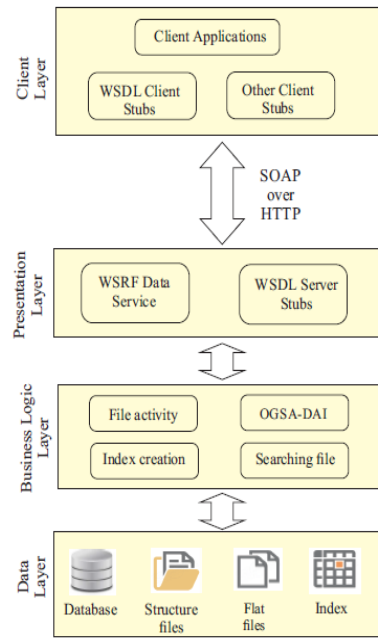 Client
Layer
Client Applications
WSDL Client
Stubs
Other Client
Stubs
SOAP
over
HTTP
Presentation
Layer
WSRF Data
Service
WSDL Server
Stubs
Business Logic
Layer
File activity
OGSA-DAI
Index creation
Searching file
Data
Layer
Database
Structure
files
Flat
files
Index